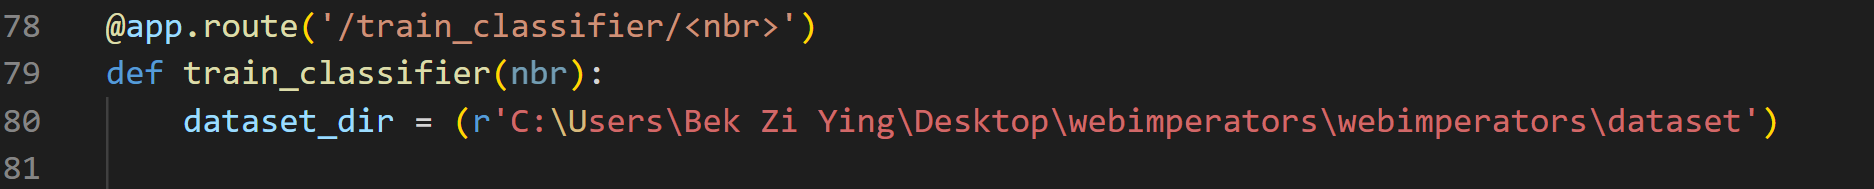 78 @app.route('/train_classifier/<nbr>')
79 def train_classifier(nbr):
80 dataset_dir = (r'C:\Users\Bek Zi Ying\Desktop\webimperators\webimperators\dataset')
81